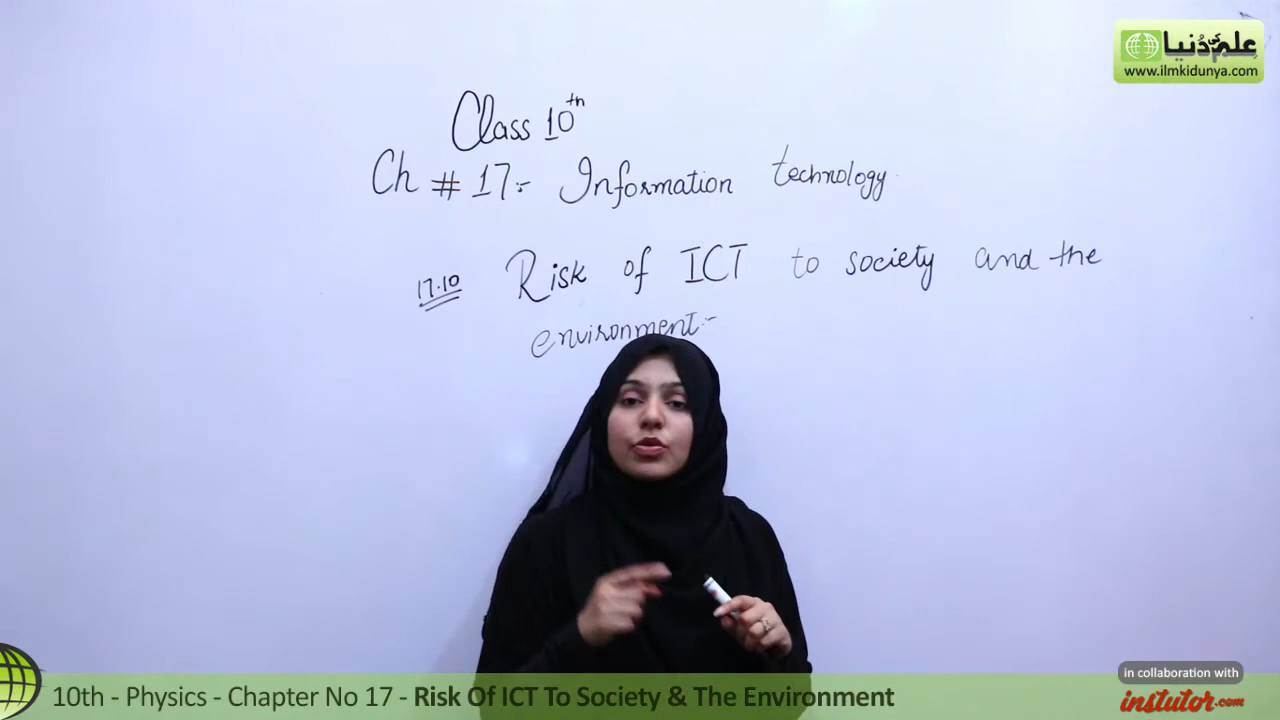 علم کی دنیا
www.ilmkidunya.com
Class 10th
Ch # 17:- Information technology
17.10 Risk of ICT to society and the
environment:-
10th - Physics - Chapter No 17 - Risk Of ICT To Society & The Environment
in collaboration with
instutor.com